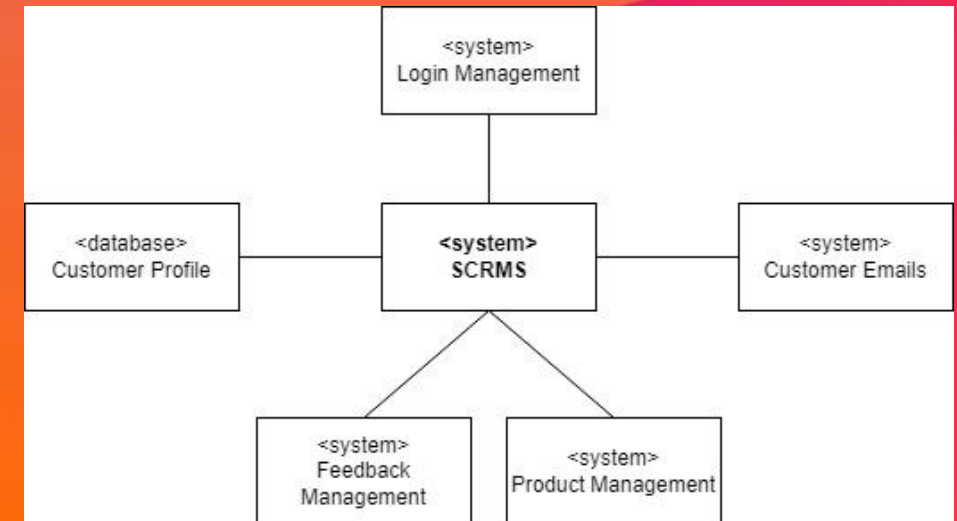 <system>
Login Management
<database>
Customer Profile
<system>
SCRMS
<system>
Customer Emails
<system>
Feedback
Management
<system>
Product Management